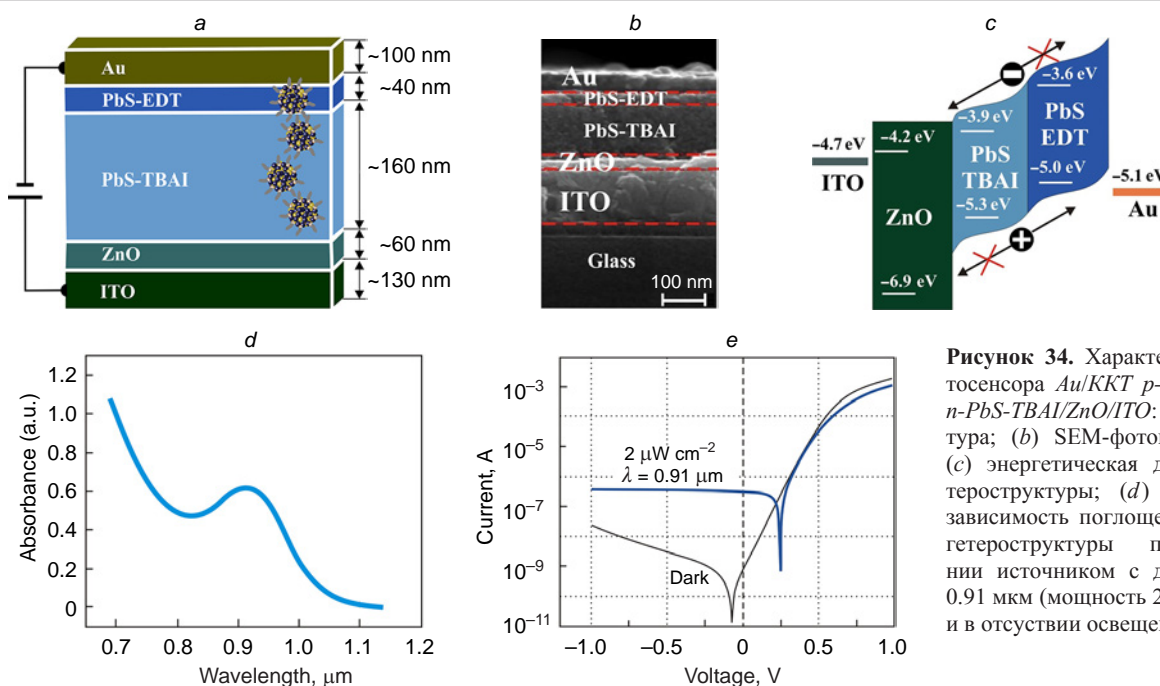 a
Au
PbS-EDT
PbS-TBAI
ZnO
ITO
~100 nm
~40 nm
~160 nm
~60 nm
~130 nm
b
Au
PbS-EDT
PbS-TBAI
ZnO
ITO
Glass
100 nm
c
−4.7 eV
ITO
−4.2 eV
ZnO
−6.9 eV
−3.9 eV
PbS
TBAI
−5.3 eV
−3.6 eV
PbS
EDT
−5.0 eV
−5.1 eV
Au
d
Absorbance (a.u.)
1.2
1.0
0.8
0.6
0.4
0.2
0
0.7 0.8 0.9 1.0 1.1 1.2
Wavelength, μm
e
Current, A
10⁻³
10⁻⁵
10⁻⁷
10⁻⁹
10⁻¹¹
2 μW cm⁻²
λ = 0.91 μm
Dark
−1.0 −0.5 0 0.5 1.0
Voltage, V
Рисунок 34. Характе
тосенсора Au/ККТ p-
n-PbS-TBAI/ZnO/ITO:
тура; (b) SEM-фотог
(c) энергетическая д
тероструктуры; (d)
зависимость поглоще
гетероструктуры п
нии источником с д
0.91 мкм (мощность 2
и в отсуствии освеще